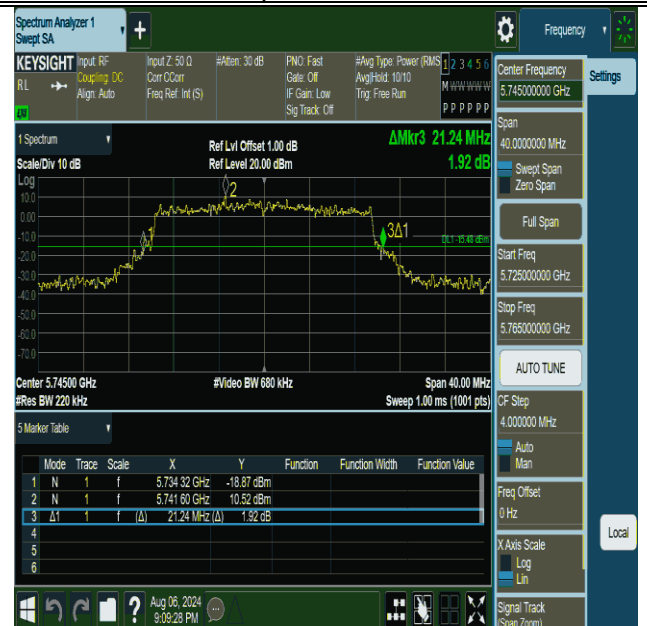 Spectrum Analyzer 1
Swept SA
+
Frequency
KEYSIGHT
RL
LXI
Input: RF
Coupling: DC
Align: Auto
Input Z: 50 Ω
Corr CCorr
Freq Ref: Int (S)
#Atten: 30 dB
PNO: Fast
Gate: Off
IF Gain: Low
Sig Track: Off
#Avg Type: Power (RMS
Avg|Hold: 10/10
Trig: Free Run
1 2 3 4 5 6
M W W W W W
P P P P P P
1 Spectrum
Scale/Div 10 dB
Log
Ref Lvl Offset 1.00 dB
Ref Level 20.00 dBm
ΔMkr3 21.24 MHz
1.92 dB
10.0
0.00
-10.0
-20.0
-30.0
-40.0
-50.0
-60.0
-70.0
1
2
3Δ1
DL1 -15.48 dBm
Center 5.74500 GHz
#Res BW 220 kHz
#Video BW 680 kHz
Span 40.00 MHz
Sweep 1.00 ms (1001 pts)
5 Marker Table
Mode Trace Scale X Y Function Function Width Function Value
1 N 1 f 5.734 32 GHz -18.87 dBm
2 N 1 f 5.741 60 GHz 10.52 dBm
3 Δ1 1 f (Δ) 21.24 MHz (Δ) 1.92 dB
4
5
6
Aug 06, 2024
9:09:28 PM
?
Settings
Center Frequency
5.745000000 GHz
Span
40.0000000 MHz
Swept Span
Zero Span
Full Span
Start Freq
5.725000000 GHz
Stop Freq
5.765000000 GHz
AUTO TUNE
CF Step
4.000000 MHz
Auto
Man
Freq Offset
0 Hz
X Axis Scale
Log
Lin
Signal Track
(Span Zoom)
Local